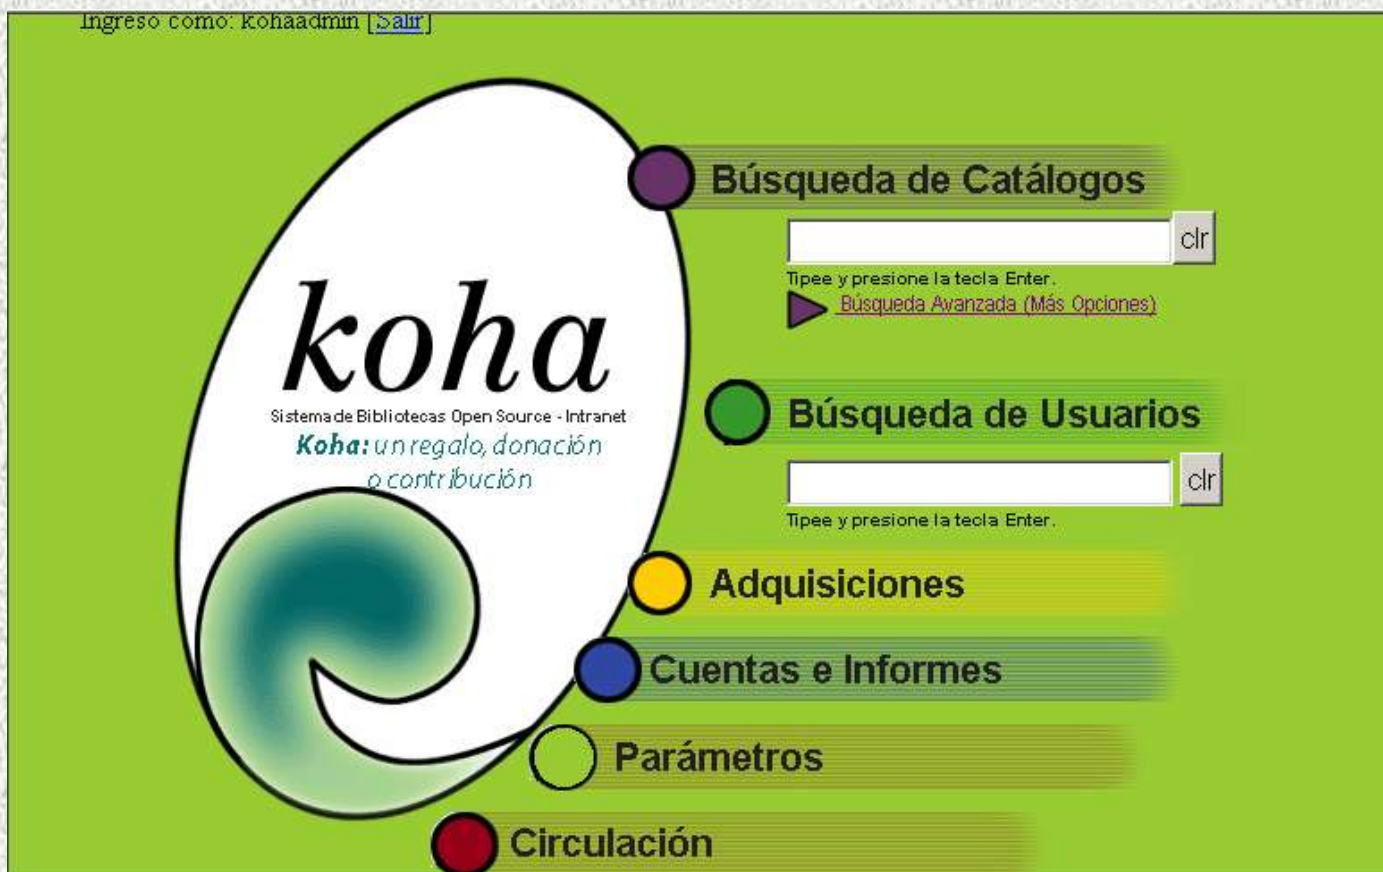 Ingreso como: kohaadmin [Salir]
Búsqueda de Catálogos
clr
Tipee y presione la tecla Enter.
Búsqueda Avanzada (Más Opciones)
koha
Sistema de Bibliotecas Open Source - Intranet
Koha: un regalo, donación
o contribución
Búsqueda de Usuarios
clr
Tipee y presione la tecla Enter.
Adquisiciones
Cuentas e Informes
Parámetros
Circulación